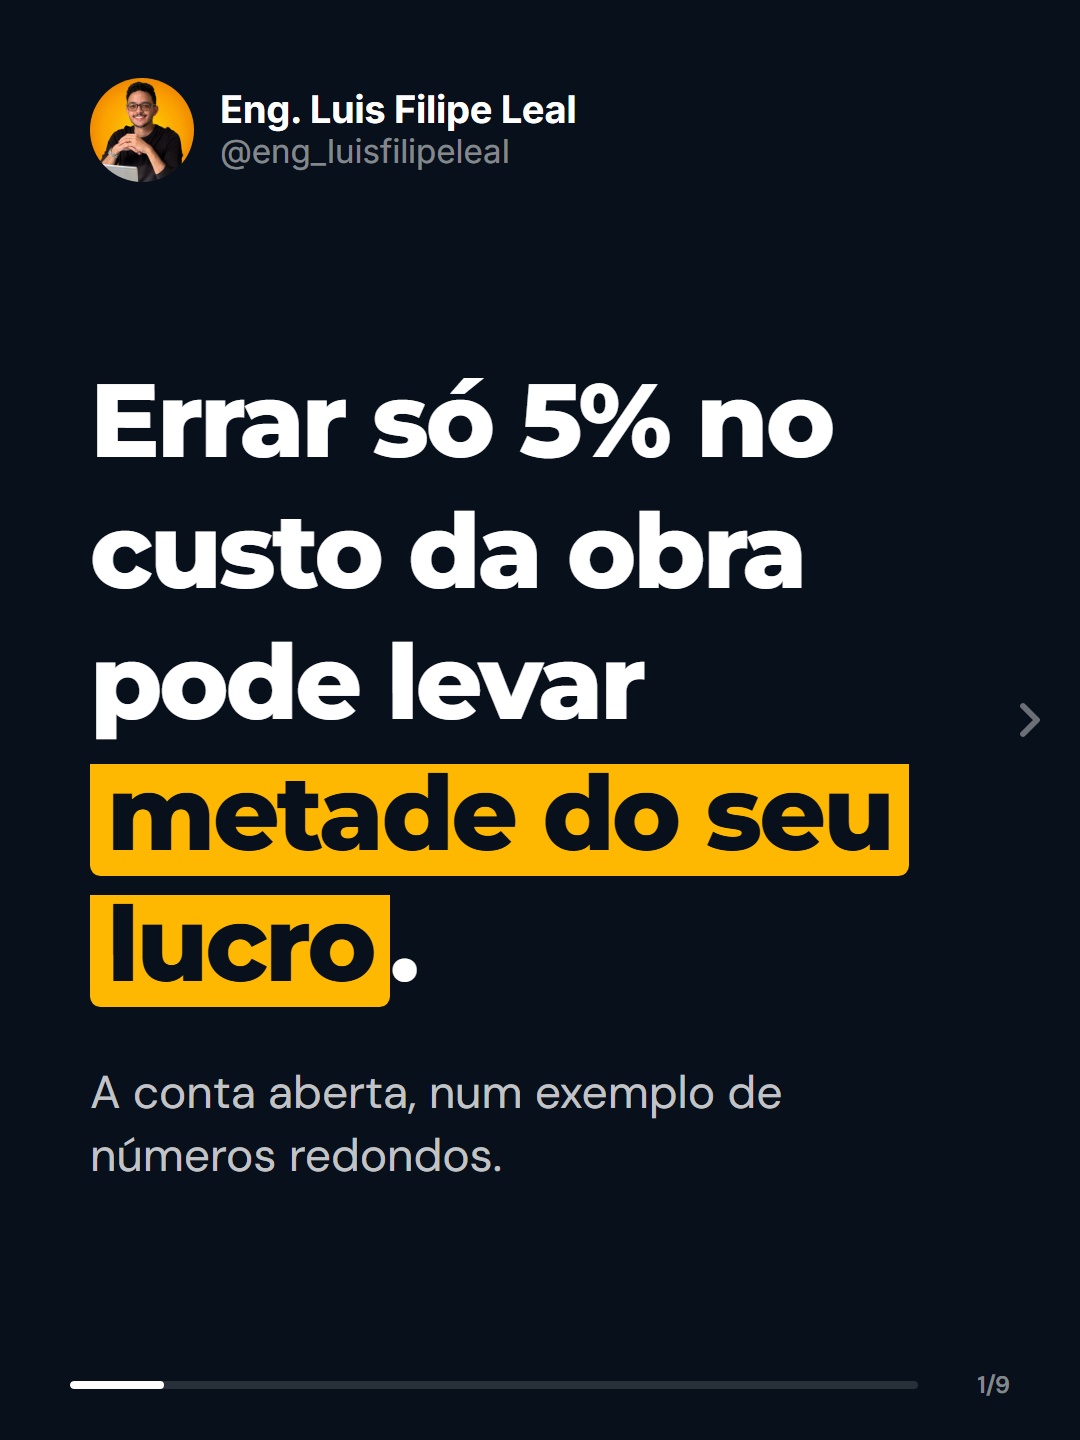 Eng. Luis Filipe Leal
@eng_luisfilipeleal
Errar só 5% no
custo da obra
pode levar
metade do seu
lucro.
A conta aberta, num exemplo de
números redondos.
1/9